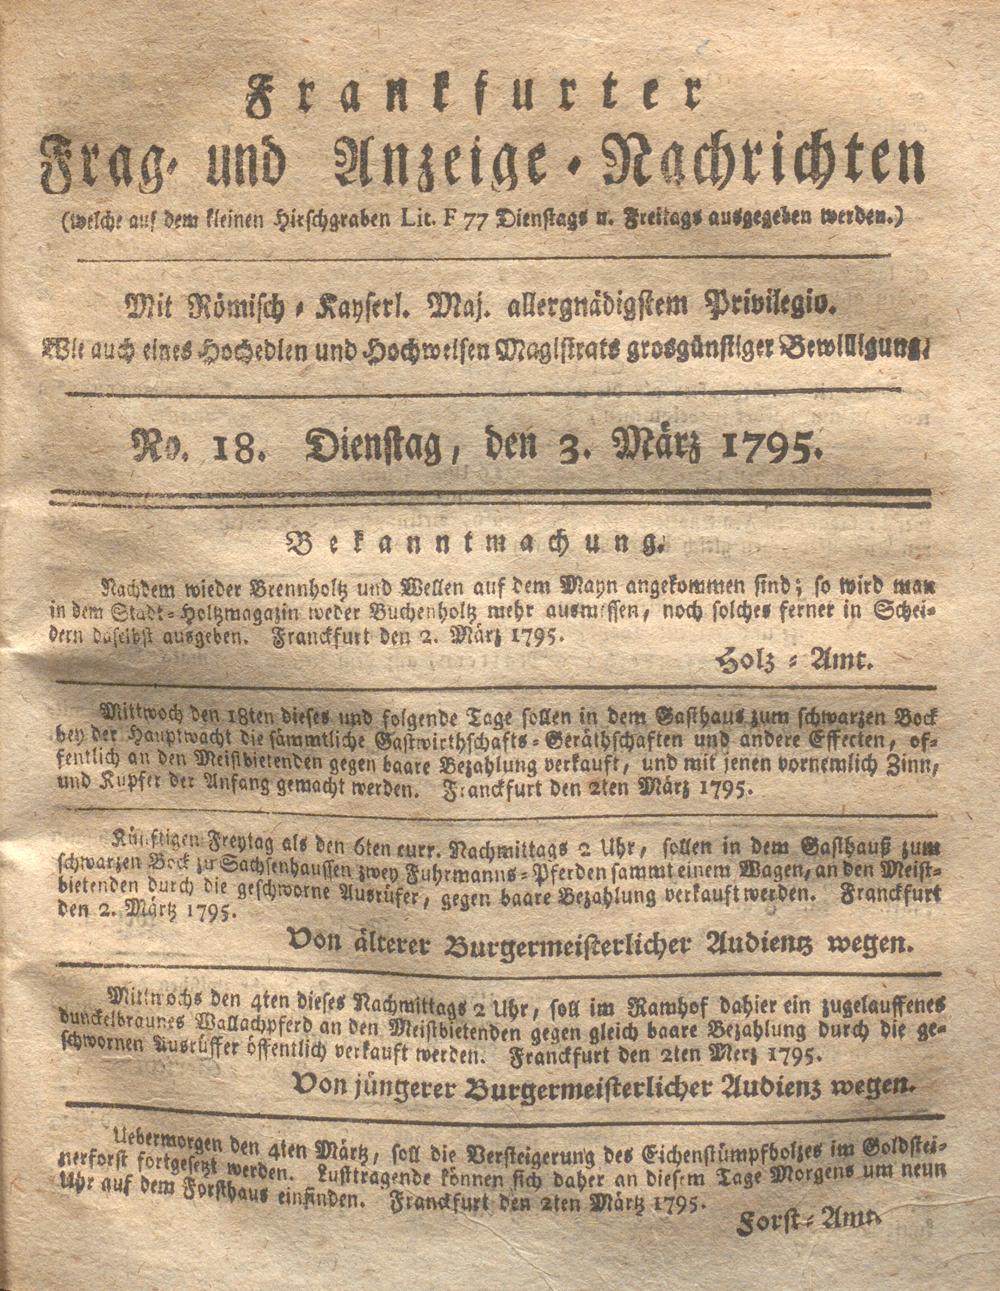 Frankfurter
Frag- und Anzeige-Nachrichten
(welche auf dem kleinen Hirschgraben Lit. F 77 Dienstags u. Freitags ausgegeben werden.)
Mit Römisch-Kayserl. Maj. allergnädigstem Privilegio.
Wie auch eines Hochedlen und Hochweisen Magistrats grosgünstiger Bewilligung.
No. 18. Dienstag, den 3. März 1795.
Bekanntmachung.
Nachdem wieder Brennholtz und Wellen auf dem Mayn angekommen sind; so wird man
in dem Stadt-Holtzmagazin weder Buchenholtz mehr ausmessen, noch solches ferner in Schei-
dern daselbst ausgeben. Franckfurt den 2. März 1795.
Holz-Amt.
Mittwoch den 18ten dieses und folgende Tage sollen in dem Gasthaus zum schwarzen Bock
bey der Hauptwacht die sämmtliche Gastwirthschafts-Geräthschaften und andere Effecten, öf-
fentlich an den Meistbietenden gegen baare Bezahlung verkauft, und mit jenen vornemlich Zinn,
und Kupfer der Anfang gemacht werden. Franckfurt den 2ten März 1795.
Künftigen Freytag als den 6ten curr. Nachmittags 2 Uhr, sollen in dem Gasthauß zum
schwarzen Bock zu Sachsenhaussen zwey Fuhrmanns-Pferden sammt einem Wagen, an den Meist-
bietenden durch die geschworne Ausrüfer, gegen baare Bezahlung verkauft werden. Franckfurt
den 2. Märtz 1795.
Von älterer Burgermeisterlicher Audientz wegen.
Mittwochs den 4ten dieses Nachmittags 2 Uhr, soll im Ramhof dahier ein zugelauffenes
dunckelbraunes Wallachpferd an den Meistbietenden gegen gleich baare Bezahlung durch die ge-
schwornen Ausrüffer öffentlich verkauft werden. Franckfurt den 2ten Merz 1795.
Von jüngerer Burgermeisterlicher Audienz wegen.
Uebermorgen den 4ten Märtz, soll die Versteigerung des Eichenstümpfholzes im Goldstei-
nerforst fortgesetzt werden. Lusttragende können sich daher an diesem Tage Morgens um neun
Uhr auf dem Forsthaus einfinden. Franckfurt den 2ten Märtz 1795.
Forst-Amt.